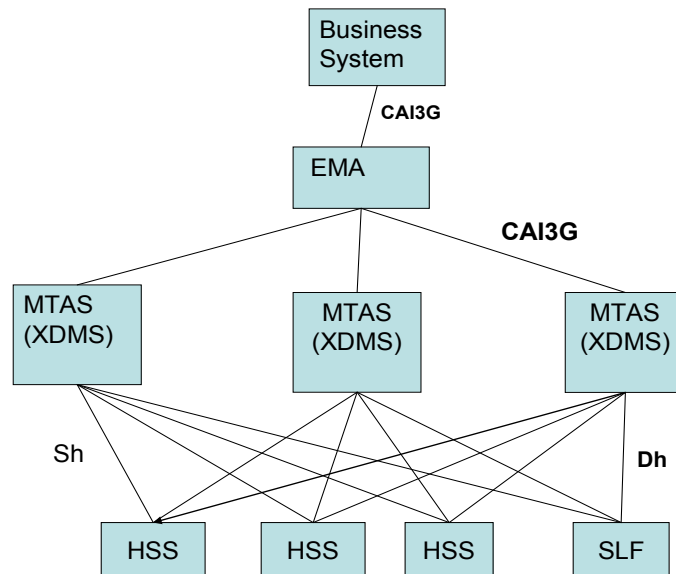 Business
System
CAI3G
EMA
CAI3G
MTAS
(XDMS)
MTAS
(XDMS)
MTAS
(XDMS)
Sh
Dh
HSS
HSS
HSS
SLF